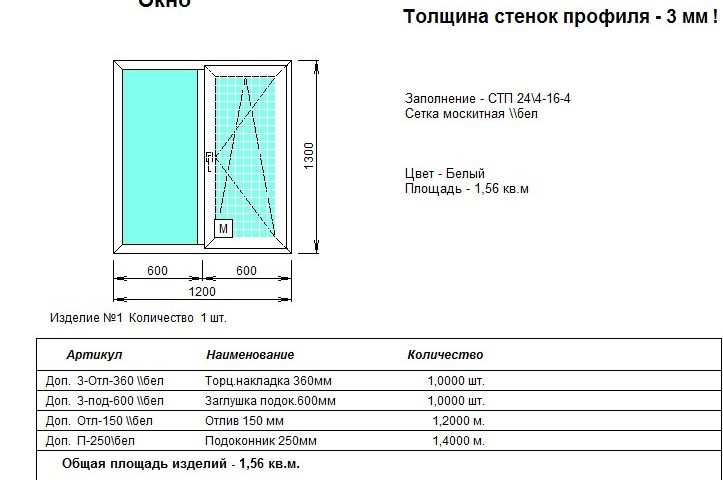 Окно
Толщина стенок профиля - 3 мм !
Заполнение - СТП 24\4-16-4
Сетка москитная \\бел
1300
Цвет - Белый
Площадь - 1,56 кв.м
М
600 600
1200
Изделие №1 Количество 1 шт.
Артикул Наименование Количество
Доп. З-Отл-360 \\бел Торц.накладка 360мм 1,0000 шт.
Доп. З-под-600 \\бел Заглушка подок.600мм 1,0000 шт.
Доп. Отл-150 \\бел Отлив 150 мм 1,2000 м.
Доп. П-250\бел Подоконник 250мм 1,4000 м.
Общая площадь изделий - 1,56 кв.м.